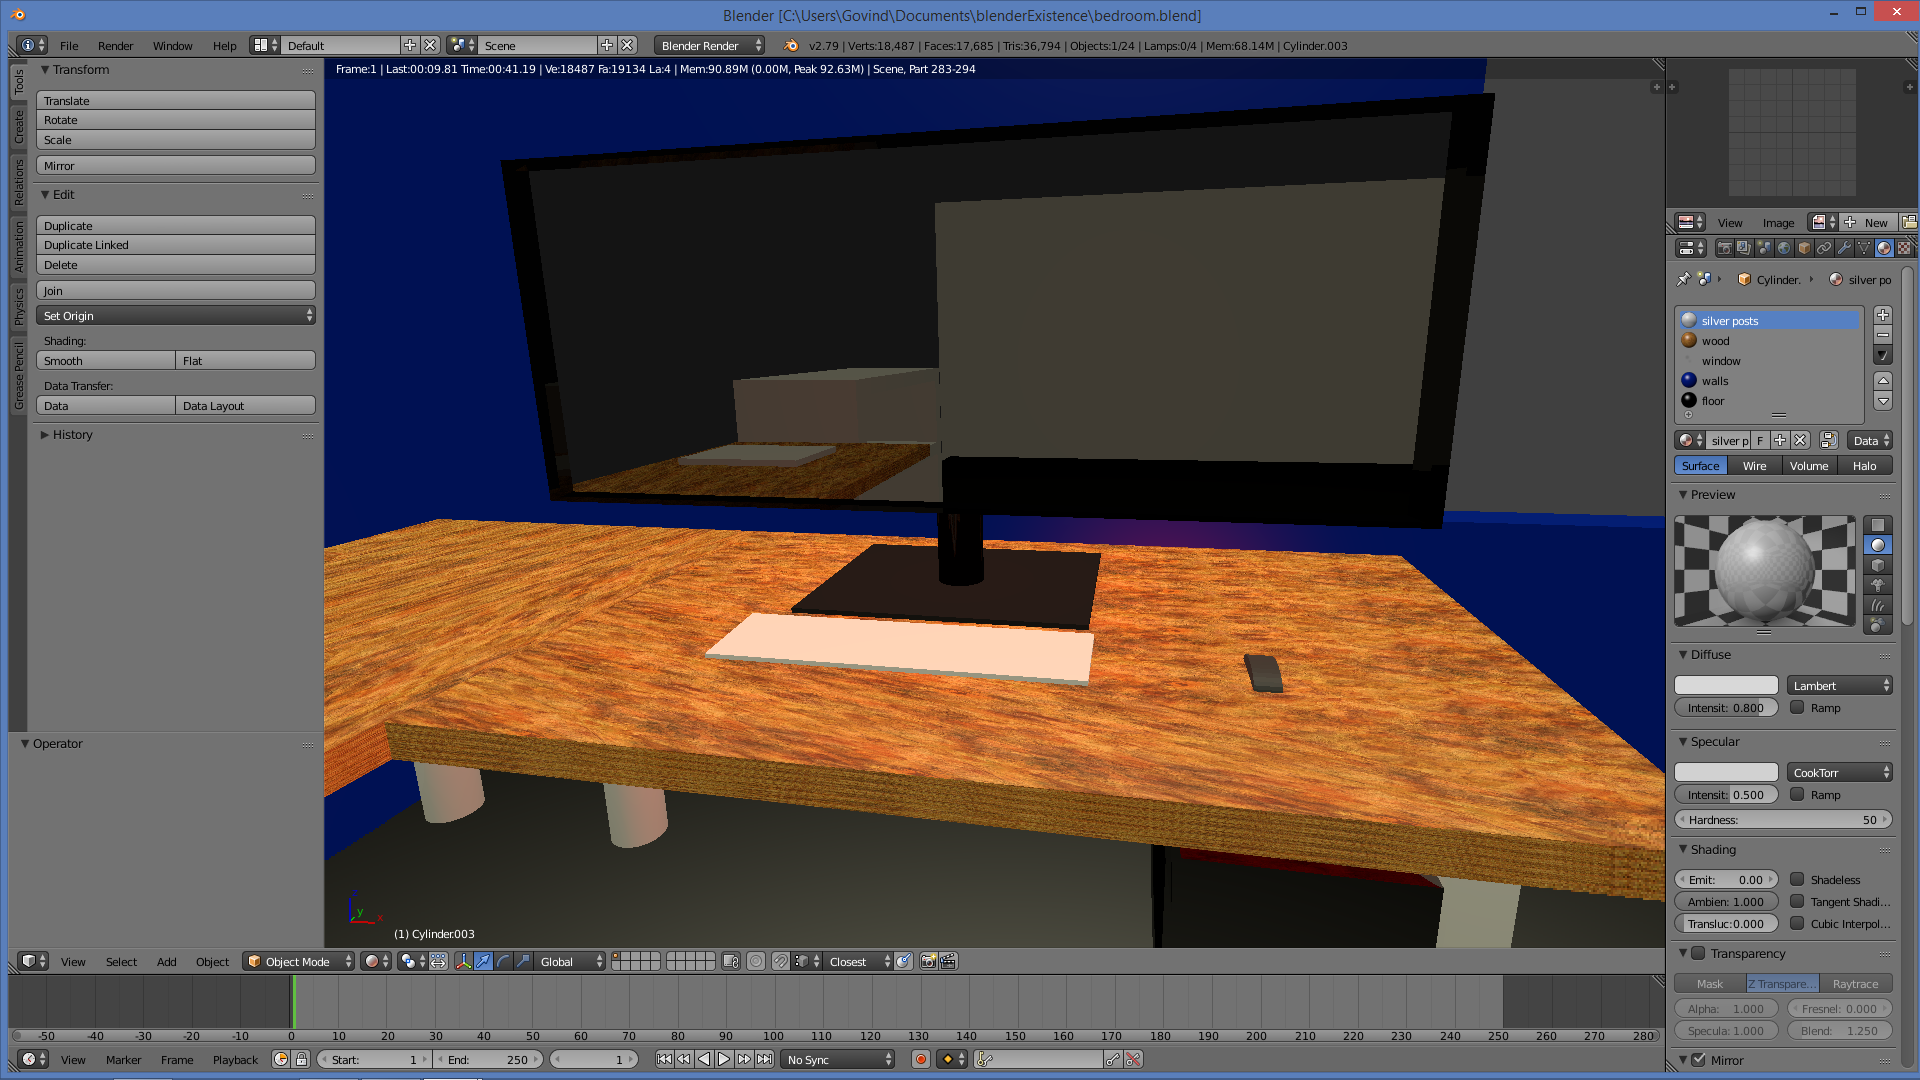 Blender [C:\Users\Govind\Documents\blenderExistence\bedroom.blend]
File Render Window Help Default Scene Blender Render v2.79 | Verts:18,487 | Faces:17,685 | Tris:36,794 | Objects:1/24 | Lamps:0/4 | Mem:68.14M | Cylinder.003
Frame:1 | Last:00:09.81 Time:00:41.19 | Ve:18487 Fa:19134 La:4 | Mem:90.89M (0.00M, Peak 92.63M) | Scene, Part 283-294
Tools
Create
Relations
Animation
Physics
Grease Pencil
Transform
Translate
Rotate
Scale
Mirror
Edit
Duplicate
Duplicate Linked
Delete
Join
Set Origin
Shading:
Smooth Flat
Data Transfer:
Data Data Layout
History
Operator
y x
(1) Cylinder.003
View Select Add Object Object Mode Global Closest
-50 -40 -30 -20 -10 0 10 20 30 40 50 60 70 80 90 100 110 120 130 140 150 160 170 180 190 200 210 220 230 240 250 260 270 280
View Marker Frame Playback Start: 1 End: 250 1 No Sync
View Image New
Cylinder. silver po
silver posts
wood
window
walls
floor
silver p F Data
Surface Wire Volume Halo
Preview
Diffuse
Lambert
Intensit: 0.800 Ramp
Specular
CookTorr
Intensit: 0.500 Ramp
Hardness: 50
Shading
Emit: 0.00 Shadeless
Ambien: 1.000 Tangent Shadi...
Transluc:0.000 Cubic Interpol...
Transparency
Mask Z Transpare... Raytrace
Alpha: 1.000 Fresnel: 0.000
Specula: 1.000 Blend: 1.250
Mirror